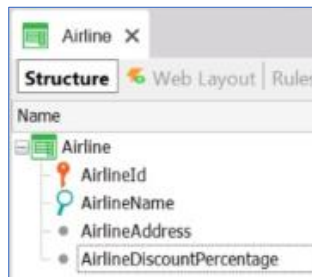 Airline
Structure Web Layout Rules
Name
Airline
AirlineId
AirlineName
AirlineAddress
AirlineDiscountPercentage